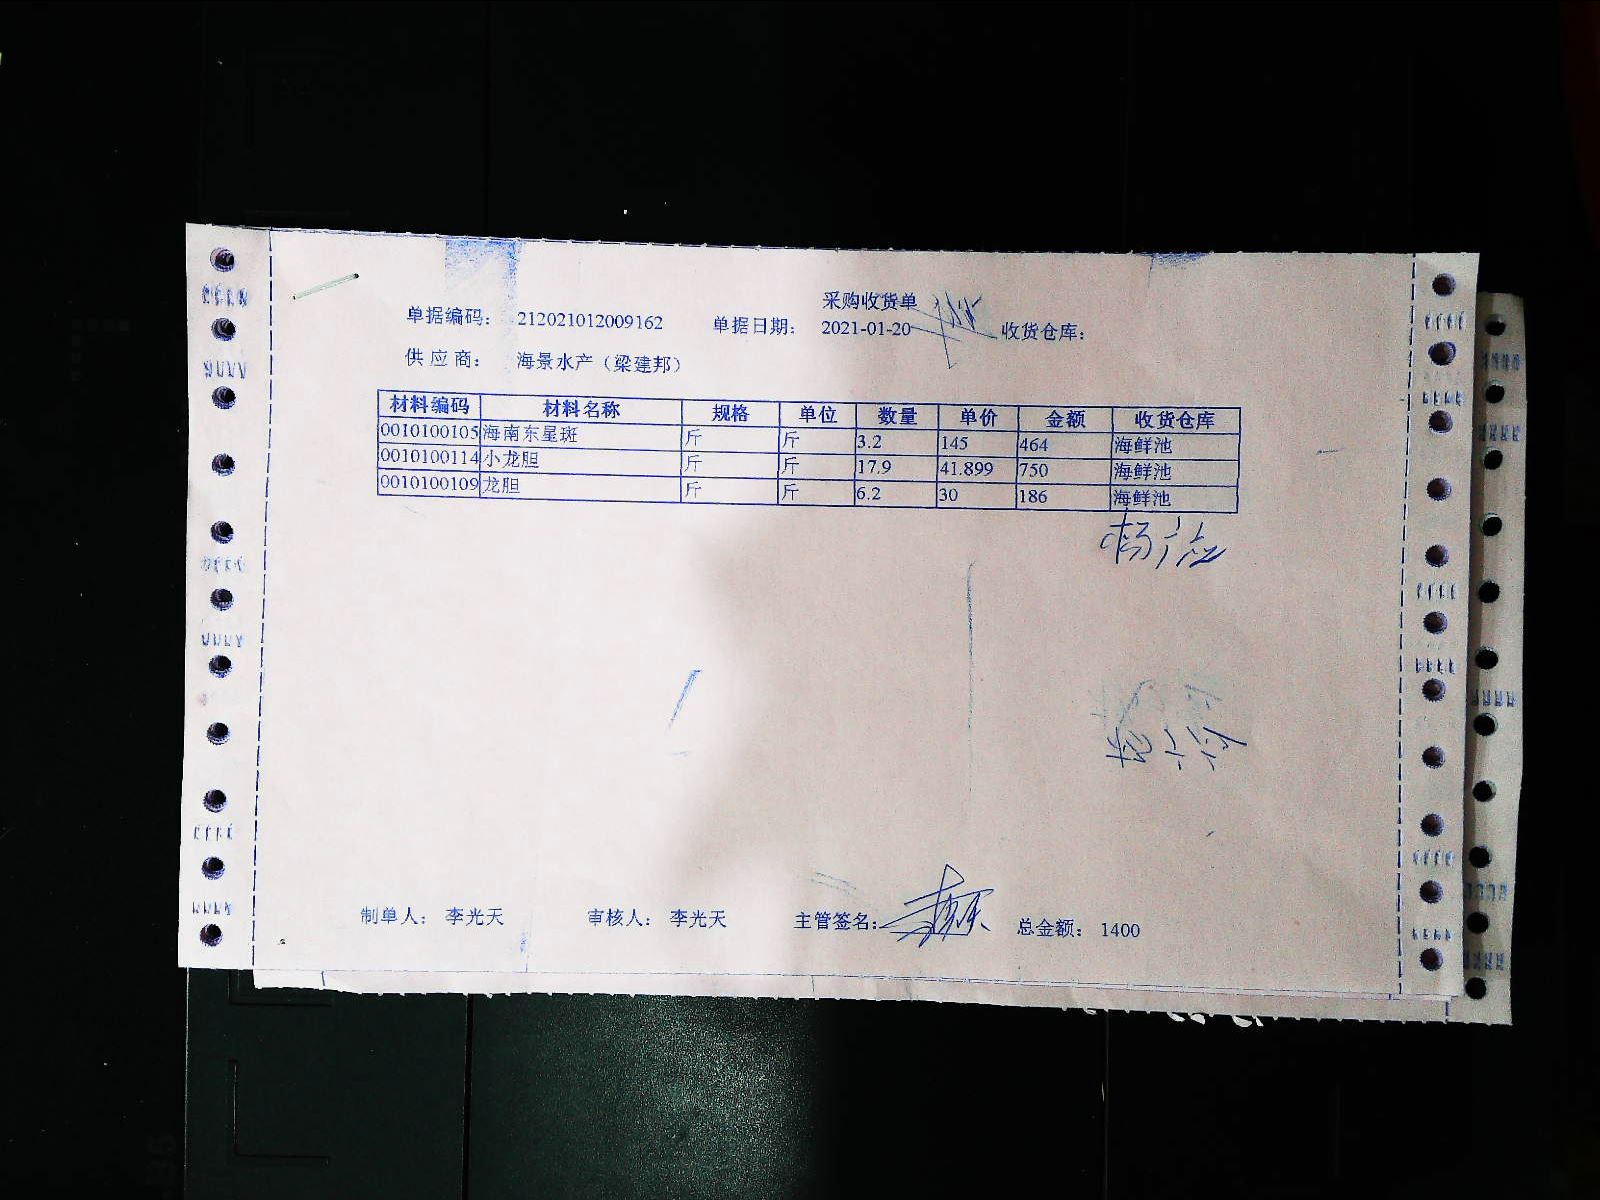 采购收货单
单据编码： 212021012009162 单据日期： 2021-01-20 收货仓库：
供应商： 海景水产（梁建邦）
材料编码 材料名称 规格 单位 数量 单价 金额 收货仓库
0010100105 海南东星斑 斤 斤 3.2 145 464 海鲜池
0010100114 小龙胆 斤 斤 17.9 41.899 750 海鲜池
0010100109 龙胆 斤 斤 6.2 30 186 海鲜池
制单人： 李光天 审核人： 李光天 主管签名： 总金额： 1400